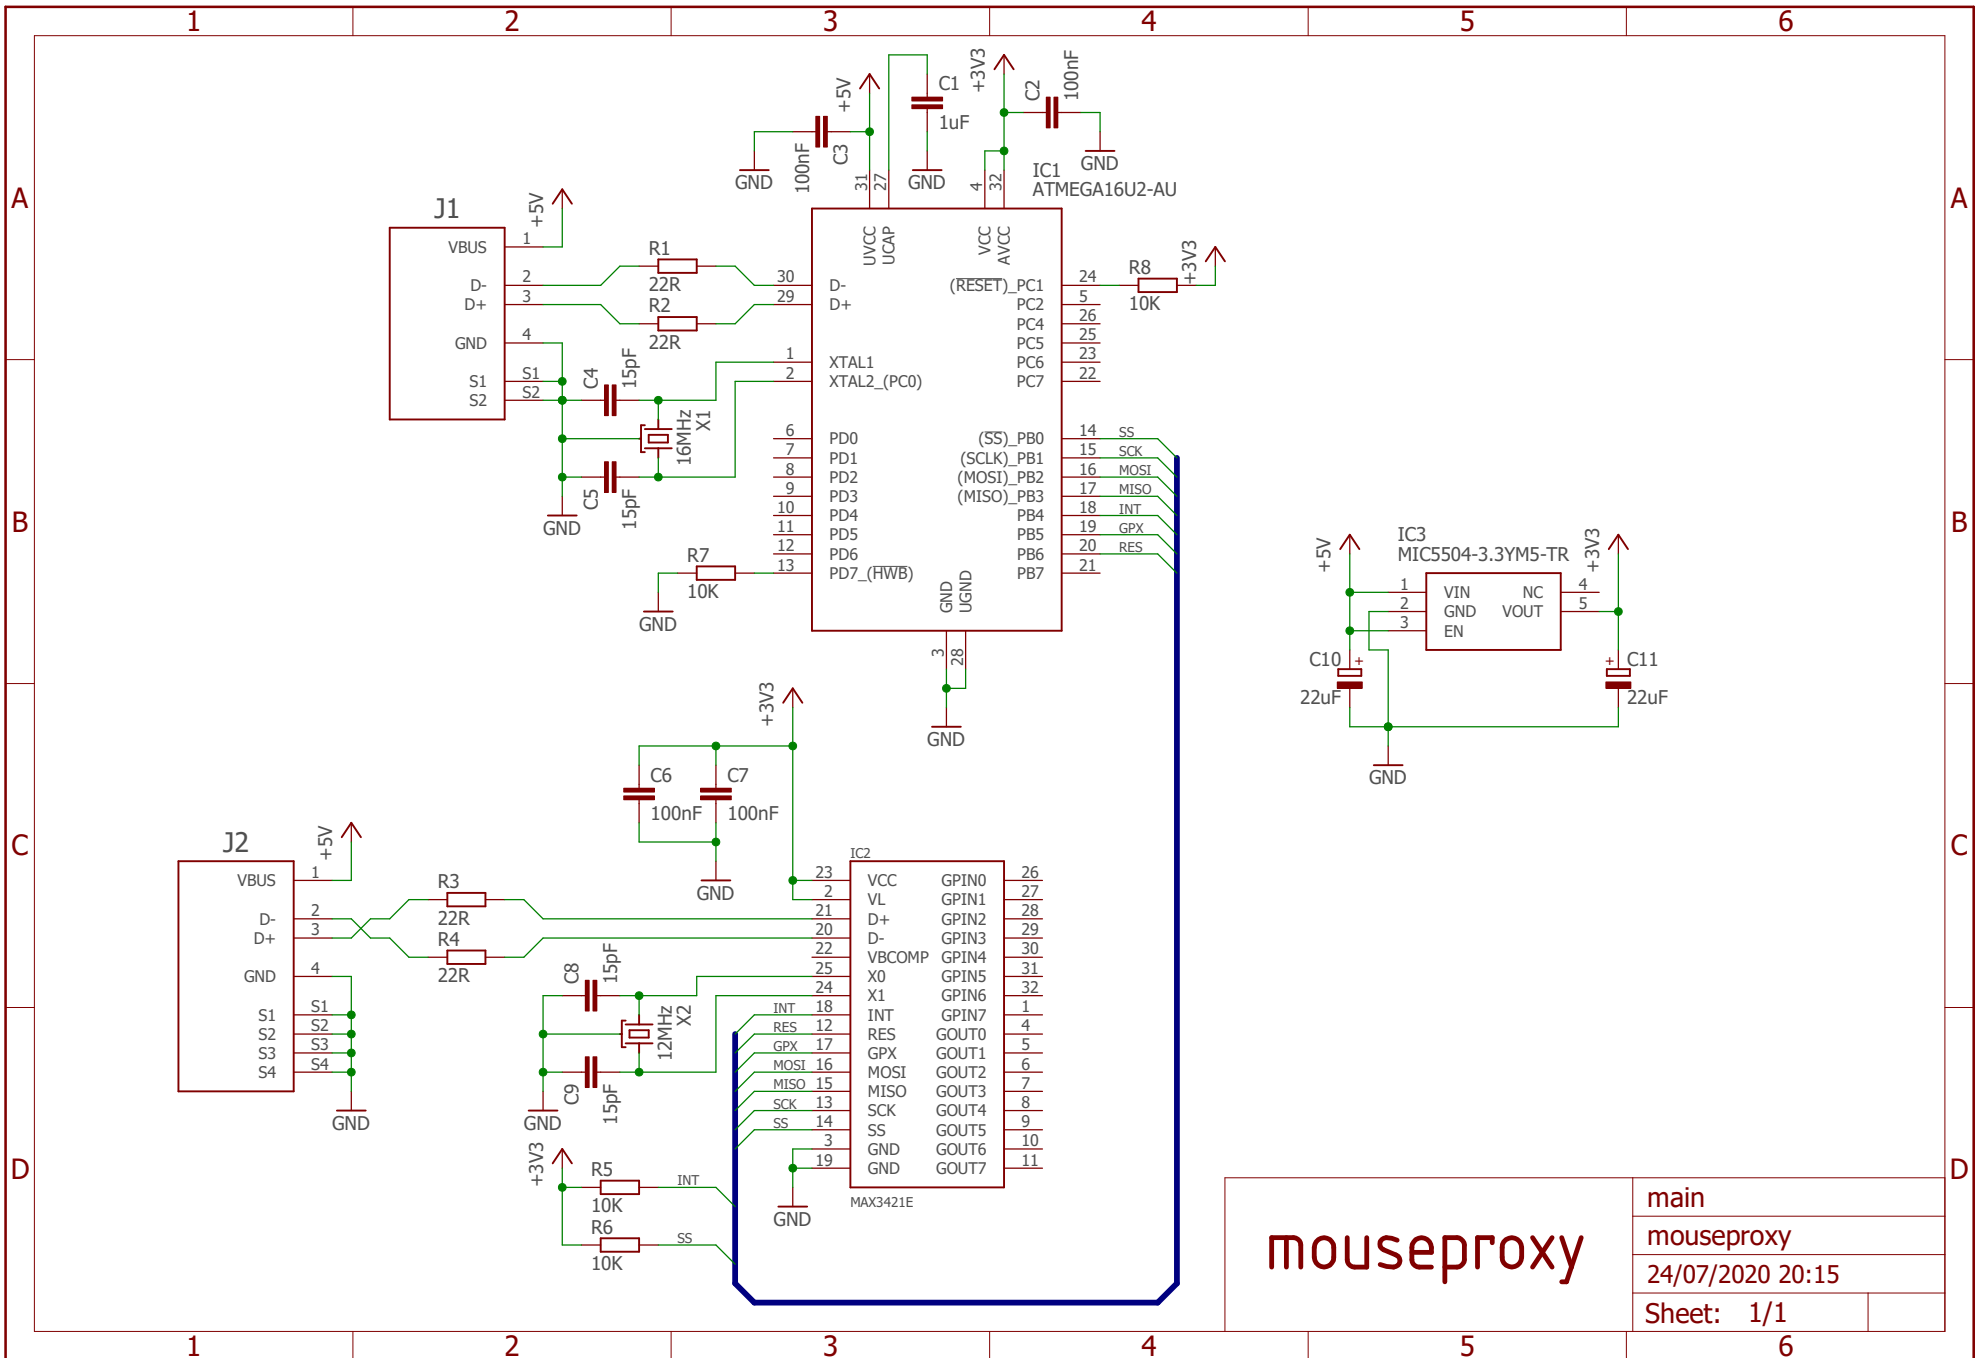 1 2 3 4 5 6
A A
B B
C C
D D
1 2 3 4 5 6
J1
+5V
VBUS 1
D- 2
D+ 3
GND 4
S1 S1
S2 S2
R1
22R
R2
22R
C4
15pF
16MHz
X1
C5
15pF
GND
R7
10K
GND
GND
100nF
C3
+5V
C1
1uF
GND
+3V3
C2
100nF
GND
IC1
ATMEGA16U2-AU
31 UVCC
27 UCAP
4 VCC
32 AVCC
30 D-
29 D+
1 XTAL1
2 XTAL2_(PC0)
6 PD0
7 PD1
8 PD2
9 PD3
10 PD4
11 PD5
12 PD6
13 PD7_(HWB)
(RESET)_PC1 24
PC2 5
PC4 26
PC5 25
PC6 23
PC7 22
(SS)_PB0 14 SS
(SCLK)_PB1 15 SCK
(MOSI)_PB2 16 MOSI
(MISO)_PB3 17 MISO
PB4 18 INT
PB5 19 GPX
PB6 20 RES
PB7 21
GND 3
UGND 28
GND
R8
10K
+3V3
IC3
MIC5504-3.3YM5-TR
+5V
+3V3
1 VIN NC 4
2 GND VOUT 5
3 EN
C10 +
22uF
+ C11
22uF
GND
+3V3
C6
100nF
C7
100nF
GND
J2
+5V
VBUS 1
D- 2
D+ 3
GND 4
S1 S1
S2 S2
S3 S3
S4 S4
GND
R3
22R
R4
22R
C8
15pF
12MHz
X2
C9
15pF
GND
IC2
23 VCC GPIN0 26
2 VL GPIN1 27
21 D+ GPIN2 28
20 D- GPIN3 29
22 VBCOMP GPIN4 30
25 X0 GPIN5 31
24 X1 GPIN6 32
INT 18 INT GPIN7 1
RES 12 RES GOUT0 4
GPX 17 GPX GOUT1 5
MOSI 16 MOSI GOUT2 6
MISO 15 MISO GOUT3 7
SCK 13 SCK GOUT4 8
SS 14 SS GOUT5 9
3 GND GOUT6 10
19 GND GOUT7 11
MAX3421E
GND
+3V3
R5
10K
INT
R6
10K
SS
mouseproxy
main
mouseproxy
24/07/2020 20:15
Sheet: 1/1